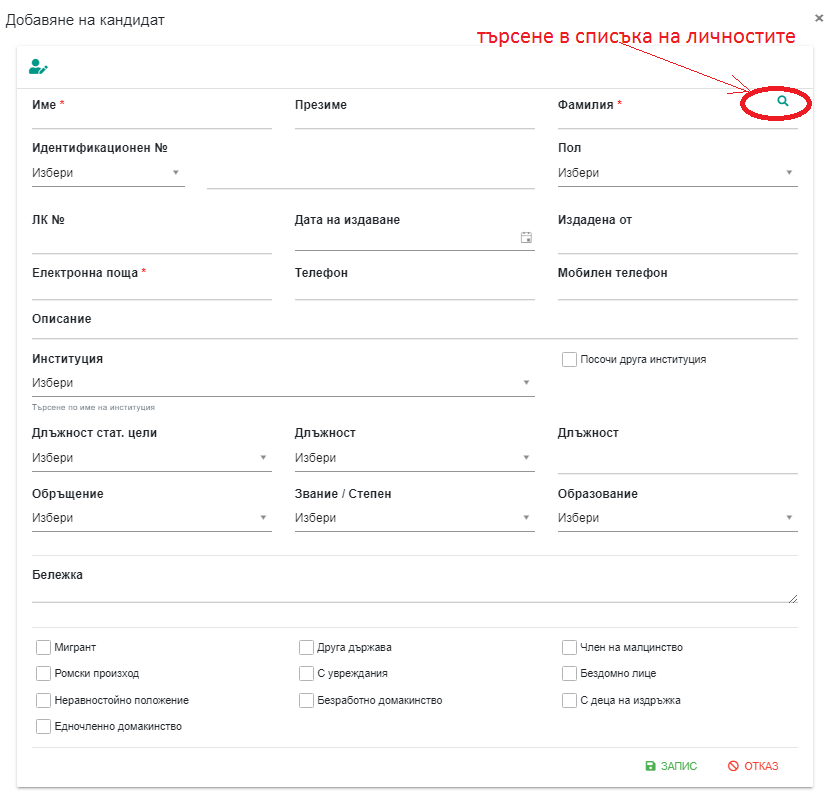 Добавяне на кандидат
×
търсене в списъка на личностите
Име *
Презиме
Фамилия *
Идентификационен №
Пол
Избери
Избери
ЛК №
Дата на издаване
Издадена от
Електронна поща *
Телефон
Мобилен телефон
Описание
Институция
Посочи друга институция
Избери
Търсене по име на институция
Длъжност стат. цели
Длъжност
Длъжност
Избери
Избери
Обръщение
Звание / Степен
Образование
Избери
Избери
Избери
Бележка
Мигрант
Друга държава
Член на малцинство
Ромски произход
С увреждания
Бездомно лице
Неравностойно положение
Безработно домакинство
С деца на издръжка
Едночленно домакинство
ЗАПИС
ОТКАЗ